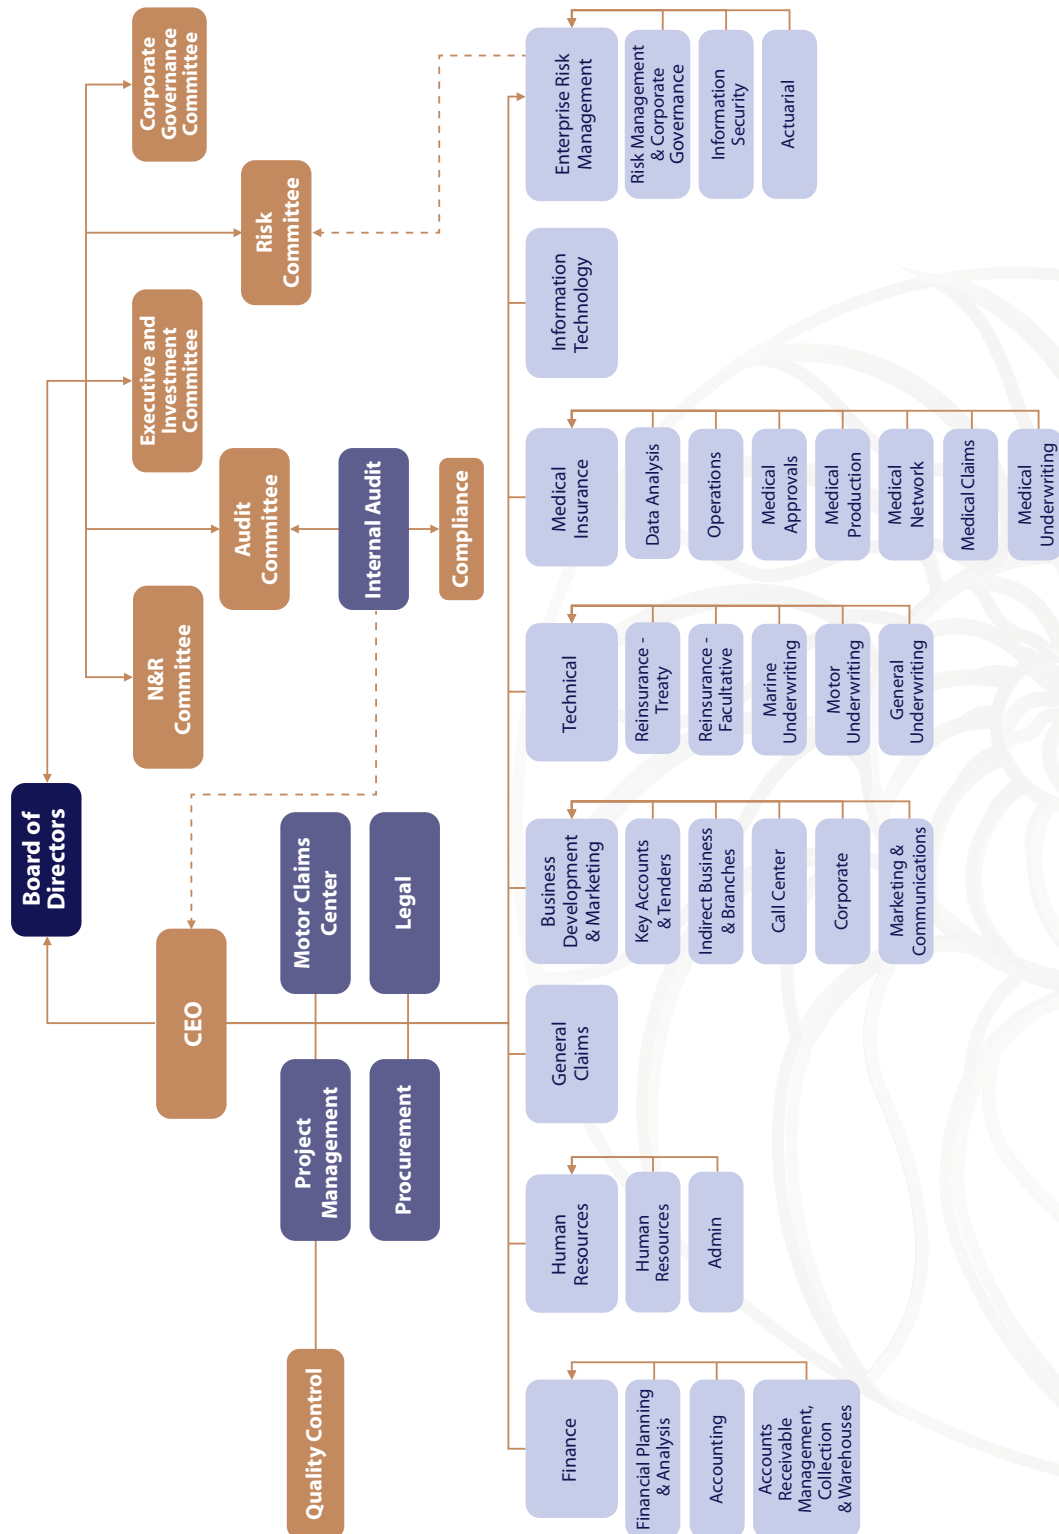 Board of
Directors
N&R
Committee
Executive and
Investment
Committee
Corporate
Governance
Committee
CEO
Audit
Committee
Risk
Committee
Quality Control
Project
Management
Motor Claims
Center
Internal Audit
Procurement
Legal
Compliance
Finance
Human
Resources
General
Claims
Business
Development
& Marketing
Technical
Medical
Insurance
Information
Technology
Enterprise Risk
Management
Financial Planning
& Analysis
Accounting
Accounts
Receivable
Management,
Collection
& Warehouses
Human
Resources
Admin
Key Accounts
& Tenders
Indirect Business
& Branches
Call Center
Corporate
Marketing &
Communications
Reinsurance -
Treaty
Reinsurance -
Facultative
Marine
Underwriting
Motor
Underwriting
General
Underwriting
Data Analysis
Operations
Medical
Approvals
Medical
Production
Medical
Network
Medical Claims
Medical
Underwriting
Risk Management
& Corporate
Governance
Information
Security
Actuarial